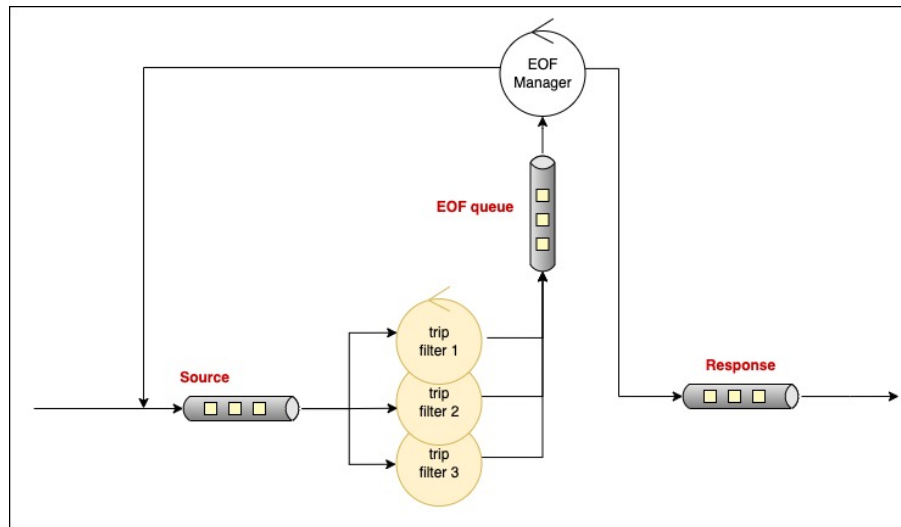 EOF
Manager
EOF queue
trip
filter 1
Source
Response
trip
filter 2
trip
filter 3